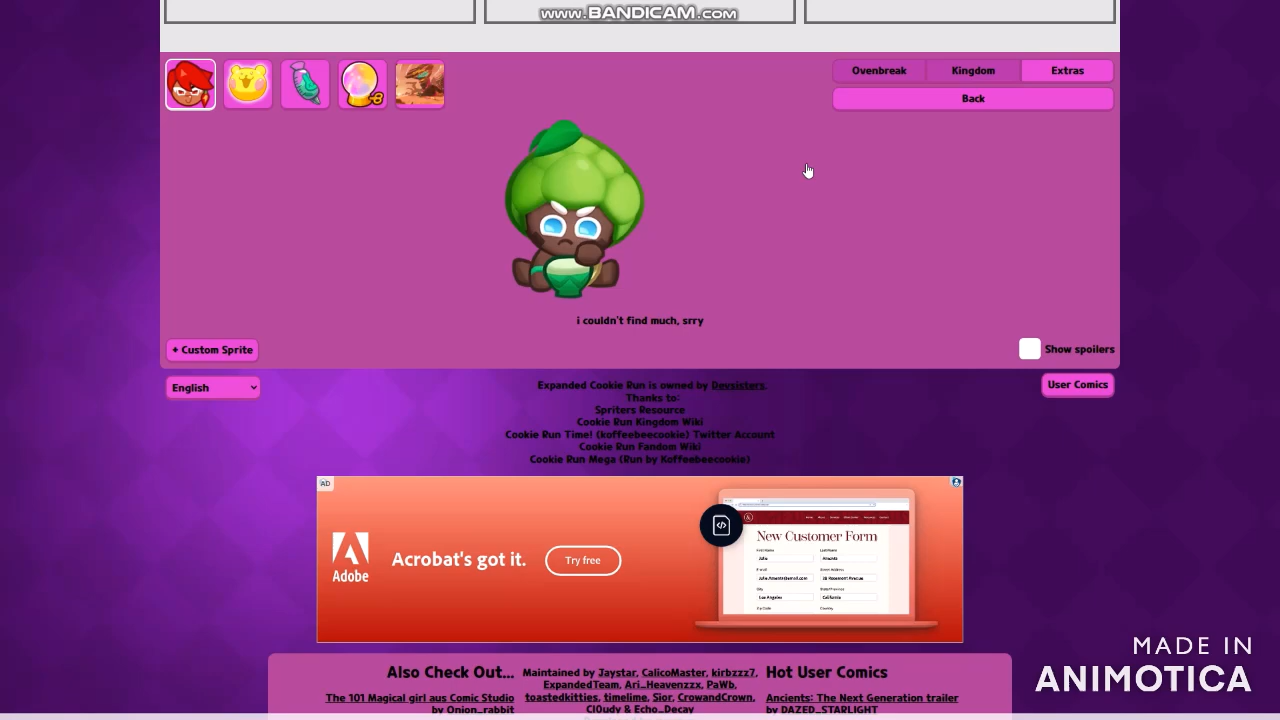 www.BANDICAM.com
-8
Ovenbreak
Kingdom
Extras
Back
i couldn't find much, srry
+ Custom Sprite
Show spoilers
English
User Comics
Expanded Cookie Run is owned by Devsisters.
Thanks to:
Spriters Resource
Cookie Run Kingdom Wiki
Cookie Run Time! (koffeebeecookie) Twitter Account
Cookie Run Fandom Wiki
Cookie Run Mega (Run by Koffeebeecookie)
AD
Adobe
Acrobat's got it.
Try free
New Customer Form
Also Check Out...
The 101 Magical girl aus Comic Studio
by Onion_rabbit
Maintained by Jaystar, CalicoMaster, kirbzzz7,
ExpandedTeam, Ari_Heavenzzx, PaWb,
toastedkitties, timelime, Sior, CrowandCrown,
Cl0udy & Echo_Decay
Hot User Comics
Ancients: The Next Generation trailer
by DAZED_STARLIGHT
MADE IN
ANIMOTICA